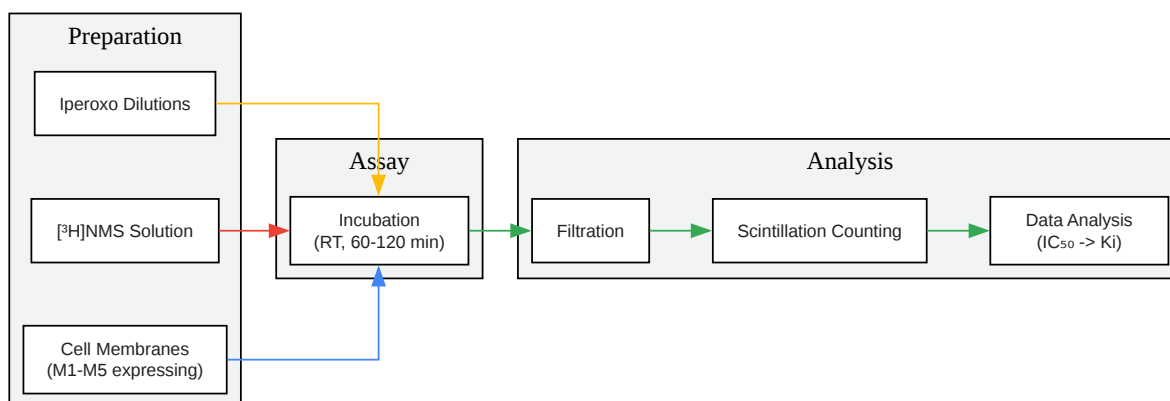 Preparation
Iperoxo Dilutions
[³H]NMS Solution
Cell Membranes
(M1-M5 expressing)
Assay
Incubation
(RT, 60-120 min)
Analysis
Filtration
Scintillation Counting
Data Analysis
(IC₅₀ -> Ki)